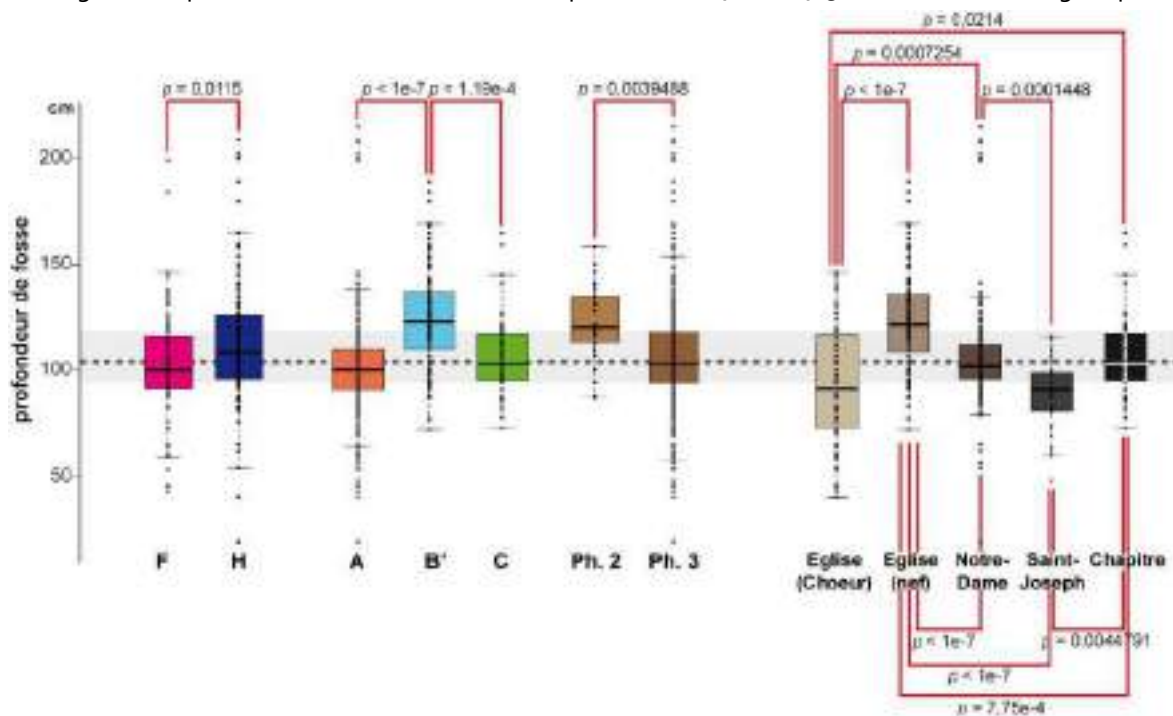 p = 0,0214
p = 0,0007254
p = 0,0115
p < 1e-7 p < 1.19e-4
p = 0,0039488
p < 1e-7
p = 0,0001448
cm
200
150
100
50
profondeur de fosse
F H A B' C Ph. 2 Ph. 3
Eglise Eglise Notre- Saint- Chapitre
(Choeur) (nef) Dame Joseph
p < 1e-7
p = 0,0044791
p < 1e-7
p = 7,75e-4